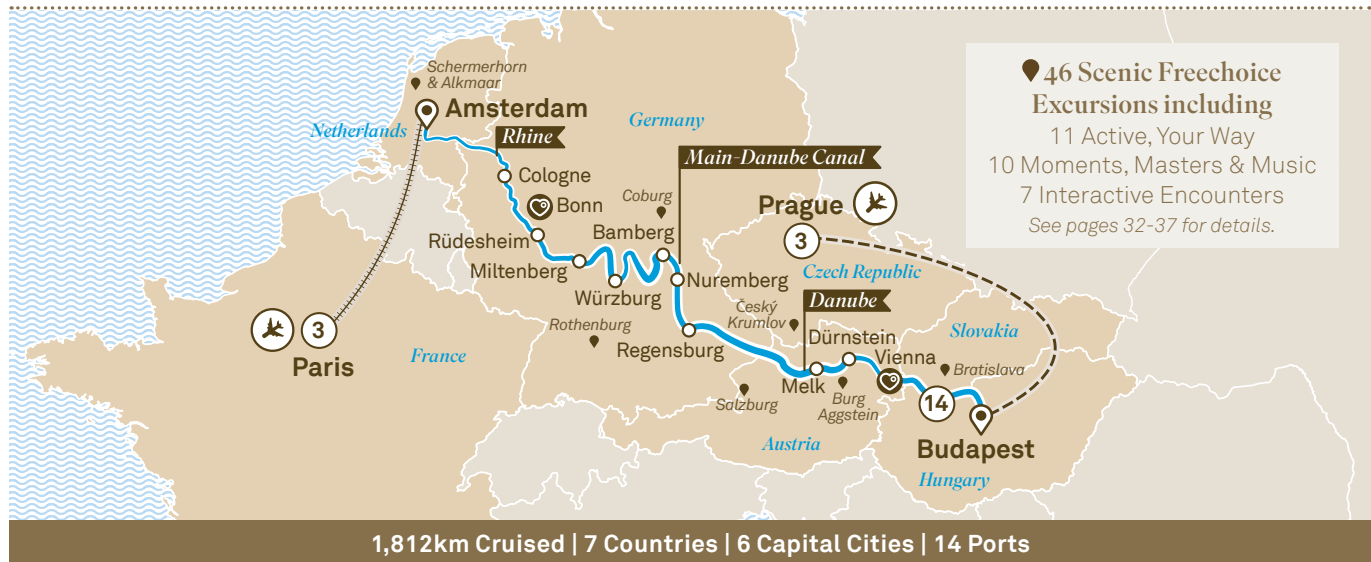 Schermerhorn
& Alkmaar
Amsterdam
Netherlands
Rhine
Germany
Cologne
Bonn
Rüdesheim
Miltenberg
Würzburg
Coburg
Bamberg
Main-Danube Canal
Nuremberg
Rothenburg
Regensburg
Prague
3
Czech Republic
Český
Krumlov
Danube
Slovakia
Dürnstein
Vienna
Bratislava
Melk
Burg
Aggstein
Salzburg
14
Budapest
Austria
Hungary
3
Paris
France
46 Scenic Freechoice
Excursions including
11 Active, Your Way
10 Moments, Masters & Music
7 Interactive Encounters
See pages 32-37 for details.
1,812km Cruised | 7 Countries | 6 Capital Cities | 14 Ports